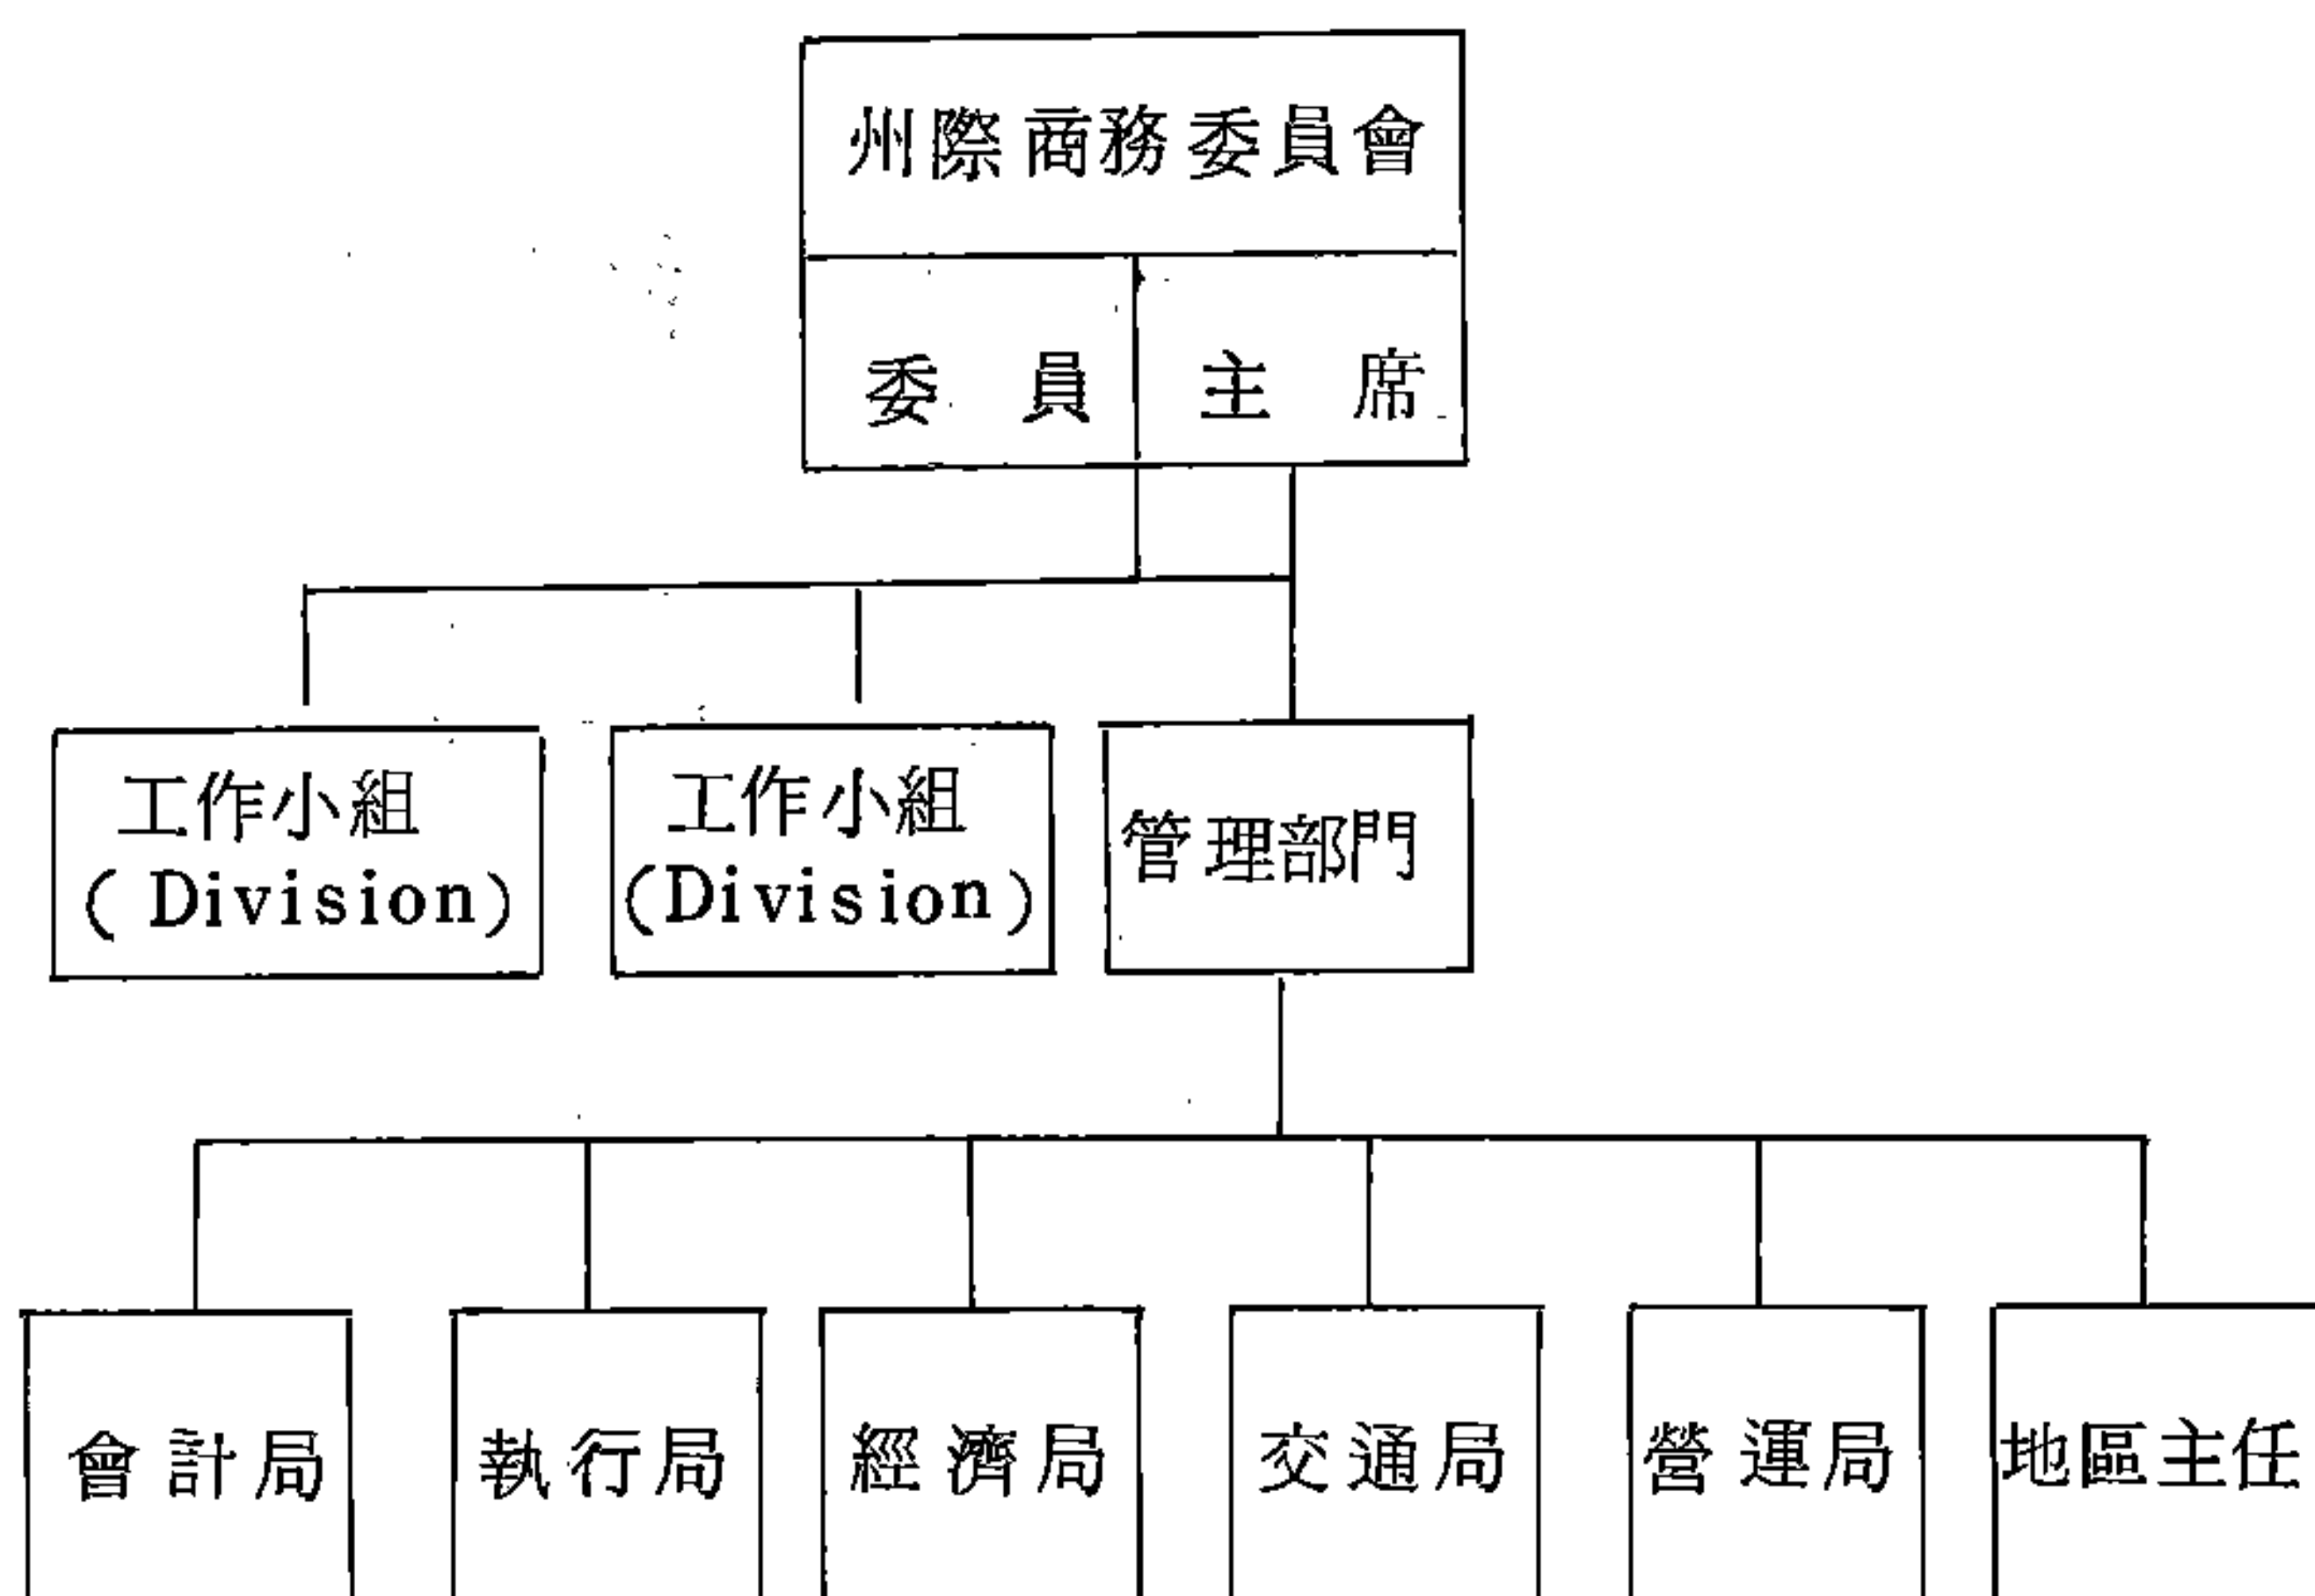 州際商務委員會
委員 主席
工作小組
(Division)
工作小組
(Division)
管理部門
會計局
執行局
經濟局
交通局
營運局
地區主任